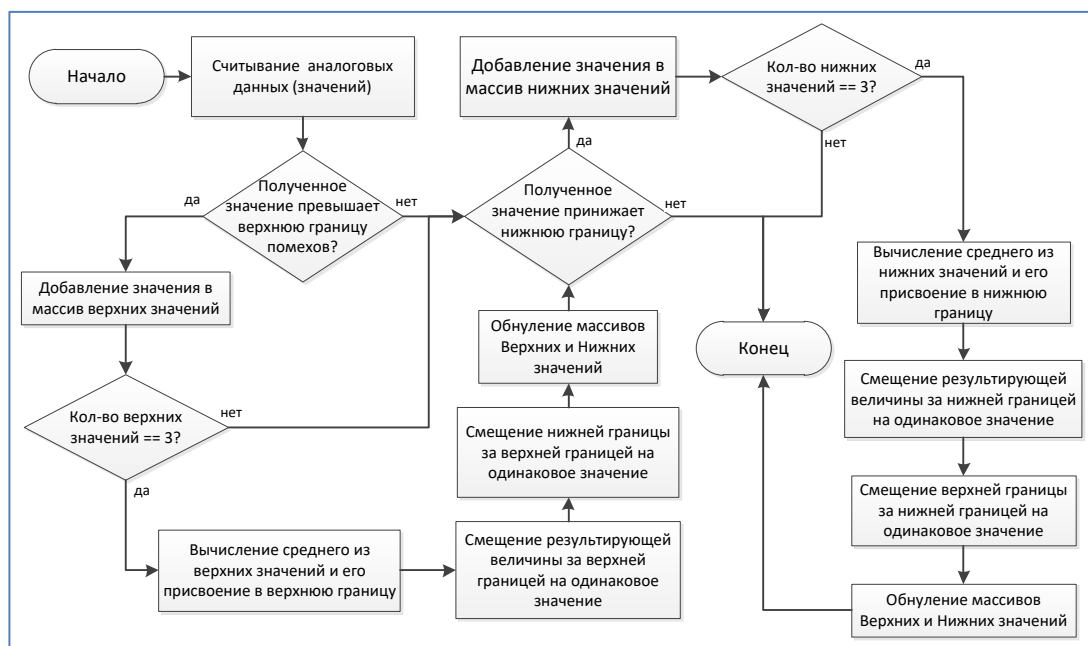 Начало
Считывание аналоговых
данных (значений)
Полученное
значение превышает
верхнюю границу
помехов?
да
нет
Добавление значения в
массив верхних значений
Кол-во верхних
значений == 3?
нет
да
Вычисление среднего из
верхних значений и его
присвоение в верхнюю границу
Смещение результирующей
величины за верхней
границей на одинаковое
значение
Смещение нижней границы
за верхней границей на
одинаковое значение
Обнуление массивов
Верхних и Нижних
значений
Полученное
значение принижает
нижнюю границу?
да
нет
Добавление значения в
массив нижних значений
Кол-во нижних
значений == 3?
да
нет
Вычисление среднего из
нижних значений и его
присвоение в нижнюю
границу
Смещение результирующей
величины за нижней границей
на одинаковое значение
Смещение верхней границы
за нижней границей на
одинаковое значение
Обнуление массивов
Верхних и Нижних значений
Конец